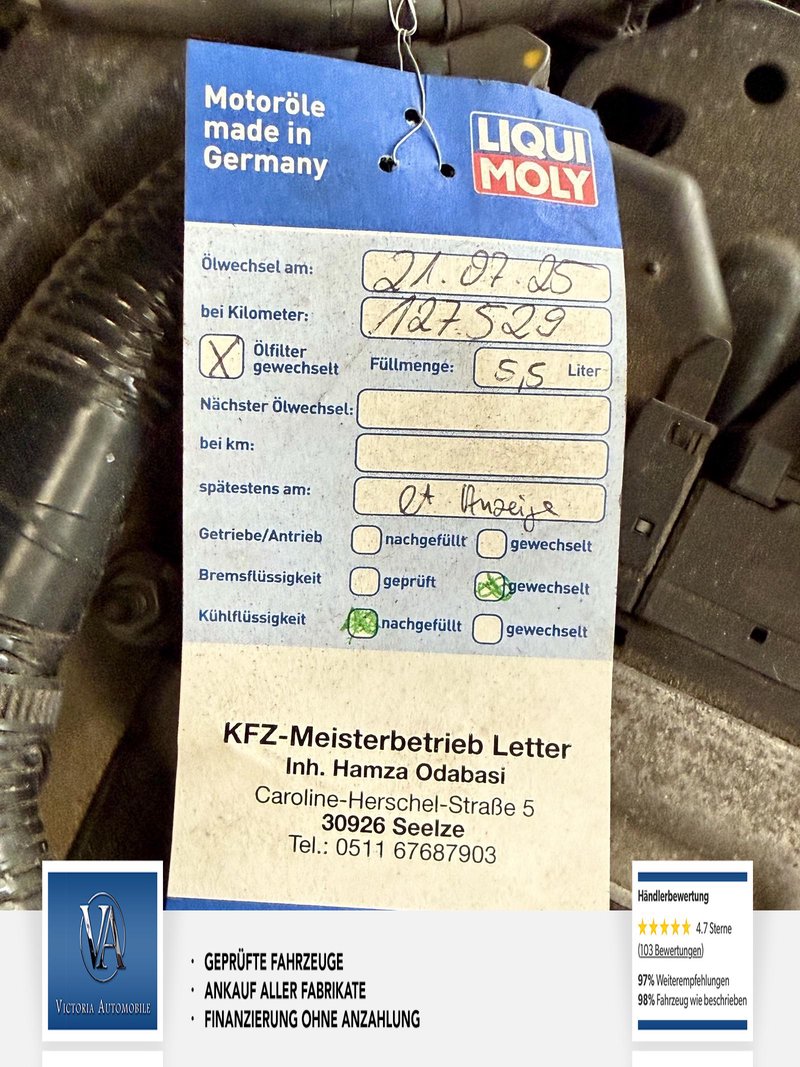 Motoröle
made in
Germany
LIQUI
MOLY
Ölwechsel am: 21.07.25
bei Kilometer: 127.529
X Ölfilter
gewechselt
Füllmenge: 5,5 Liter
Nächster Ölwechsel:
bei km:
spätestens am: lt Anzeige
Getriebe/Antrieb nachgefüllt gewechselt
Bremsflüssigkeit geprüft gewechselt
Kühlflüssigkeit nachgefüllt gewechselt
KFZ-Meisterbetrieb Letter
Inh. Hamza Odabasi
Caroline-Herschel-Straße 5
30926 Seelze
Tel.: 0511 67687903
VA
VICTORIA AUTOMOBILE
· GEPRÜFTE FAHRZEUGE
· ANKAUF ALLER FABRIKATE
· FINANZIERUNG OHNE ANZAHLUNG
Händlerbewertung
4.7 Sterne
(103 Bewertungen)
97% Weiterempfehlungen
98% Fahrzeug wie beschrieben